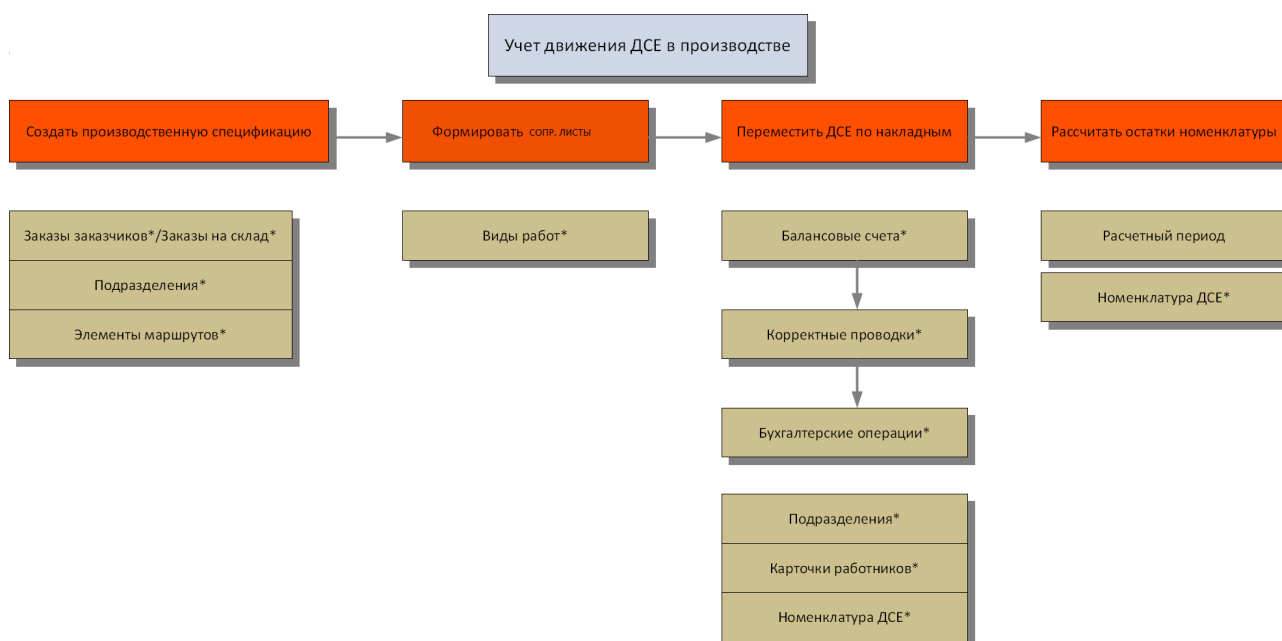 Учет движения ДСЕ в производстве
Создать производственную спецификацию
Формировать СОПР. ЛИСТЫ
Переместить ДСЕ по накладным
Рассчитать остатки номенклатуры
Заказы заказчиков*/Заказы на склад*
Подразделения*
Элементы маршрутов*
Виды работ*
Балансовые счета*
Корректные проводки*
Бухгалтерские операции*
Подразделения*
Карточки работников*
Номенклатура ДСЕ*
Расчетный период
Номенклатура ДСЕ*